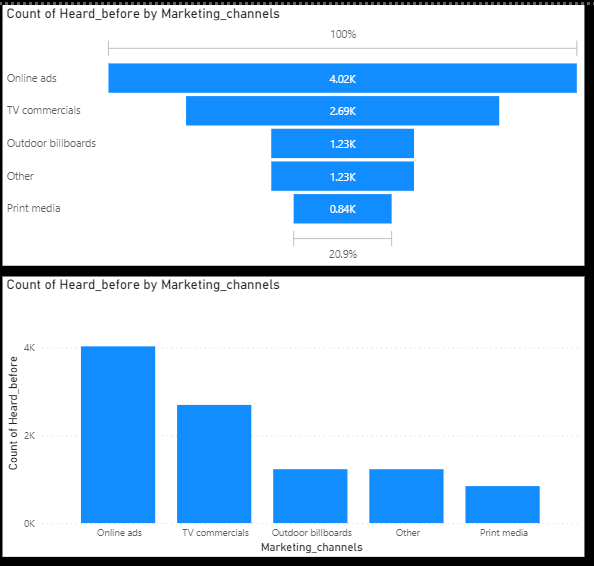 Count of Heard_before by Marketing_channels
100%
Online ads 4.02K
TV commercials 2.69K
Outdoor billboards 1.23K
Other 1.23K
Print media 0.84K
20.9%
Count of Heard_before by Marketing_channels
Count of Heard_before
4K
2K
0K
Online ads TV commercials Outdoor billboards Other Print media
Marketing_channels